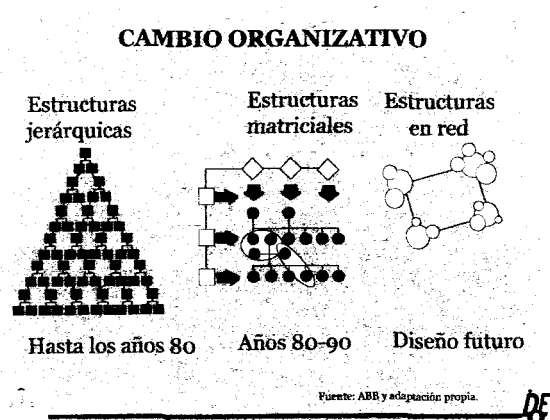 CAMBIO ORGANIZATIVO
Estructuras
jerárquicas
Estructuras
matriciales
Estructuras
en red
Hasta los años 80
Años 80-90
Diseño futuro
Fuente: ABB y adaptación propia.
DE